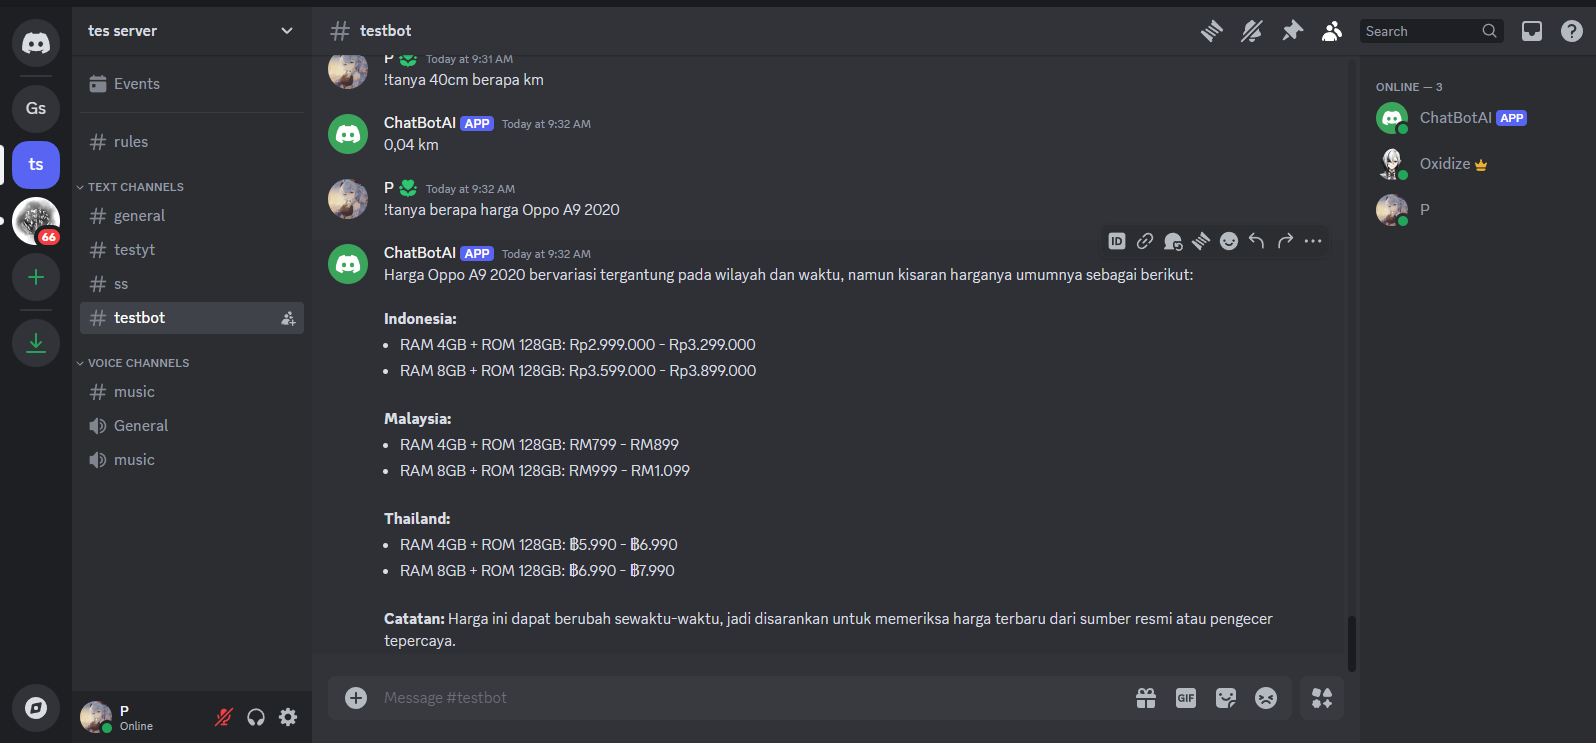 tes server
Events
rules
TEXT CHANNELS
general
testyt
ss
testbot
VOICE CHANNELS
music
General
music
Gs
ts
66
P
Online
testbot
Search
P Today at 9:31 AM
!tanya 40cm berapa km
ChatBotAI APP Today at 9:32 AM
0,04 km
P Today at 9:32 AM
!tanya berapa harga Oppo A9 2020
ID
ChatBotAI APP Today at 9:32 AM
Harga Oppo A9 2020 bervariasi tergantung pada wilayah dan waktu, namun kisaran harganya umumnya sebagai berikut:
Indonesia:
• RAM 4GB + ROM 128GB: Rp2.999.000 - Rp3.299.000
• RAM 8GB + ROM 128GB: Rp3.599.000 - Rp3.899.000
Malaysia:
• RAM 4GB + ROM 128GB: RM799 - RM899
• RAM 8GB + ROM 128GB: RM999 - RM1.099
Thailand:
• RAM 4GB + ROM 128GB: ฿5.990 - ฿6.990
• RAM 8GB + ROM 128GB: ฿6.990 - ฿7.990
Catatan: Harga ini dapat berubah sewaktu-waktu, jadi disarankan untuk memeriksa harga terbaru dari sumber resmi atau pengecer
tepercaya.
Message #testbot
GIF
ONLINE — 3
ChatBotAI APP
Oxidize
P